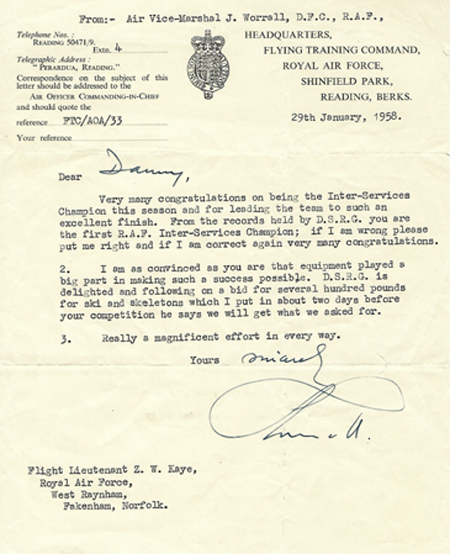 From:- Air Vice-Marshal J. Worrall, D.F.C., R.A.F.,
Telephone Nos.:
READING 50471/9.
Extn. 4
Telegraphic Address:
"PERARDUA, READING."
Correspondence on the subject of this
letter should be addressed to the
AIR OFFICER COMMANDING-IN-CHIEF
and should quote the
reference FTC/AOA/33
Your reference
HEADQUARTERS,
FLYING TRAINING COMMAND,
ROYAL AIR FORCE,
SHINFIELD PARK,
READING, BERKS.
29th January, 1958.
Dear Danny,
Very many congratulations on being the Inter-Services
Champion this season and for leading the team to such an
excellent finish. From the records held by D.S.R.G. you are
the first R.A.F. Inter-Services Champion; if I am wrong please
put me right and if I am correct again very many congratulations.
2. I am as convinced as you are that equipment played a
big part in making such a success possible. D.S.R.G. is
delighted and following on a bid for several hundred pounds
for ski and skeletons which I put in about two days before
your competition he says we will get what we asked for.
3. Really a magnificent effort in every way.
Yours sincerely
Flight Lieutenant Z. W. Kaye,
Royal Air Force,
West Raynham,
Fakenham, Norfolk.